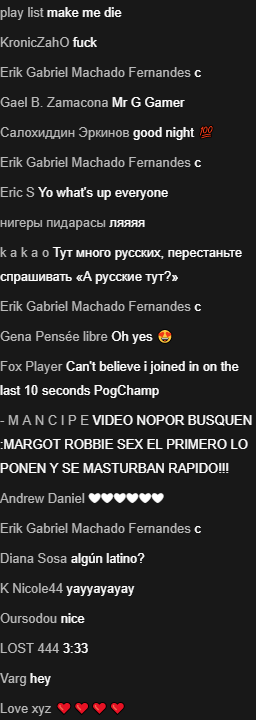 play list make me die
KronicZahO fuck
Erik Gabriel Machado Fernandes c
Gael B. Zamacona Mr G Gamer
Салохиддин Эркинов good night 💯
Erik Gabriel Machado Fernandes c
Eric S Yo what's up everyone
нигеры пидарасы ляяяя
k a k a o Тут много русских, перестаньте
спрашивать «А русские тут?»
Erik Gabriel Machado Fernandes c
Gena Pensée libre Oh yes 🤩
Fox Player Can't believe i joined in on the
last 10 seconds PogChamp
- M A N C I P E VIDEO NOPOR BUSQUEN
:MARGOT ROBBIE SEX EL PRIMERO LO
PONEN Y SE MASTURBAN RAPIDO!!!
Andrew Daniel 🤍🤍🤍🤍🤍🤍
Erik Gabriel Machado Fernandes c
Diana Sosa algún latino?
K Nicole44 yayyayayay
Oursodou nice
LOST 444 3:33
Varg hey
Love xyz ❤️ ❤️ ❤️ ❤️